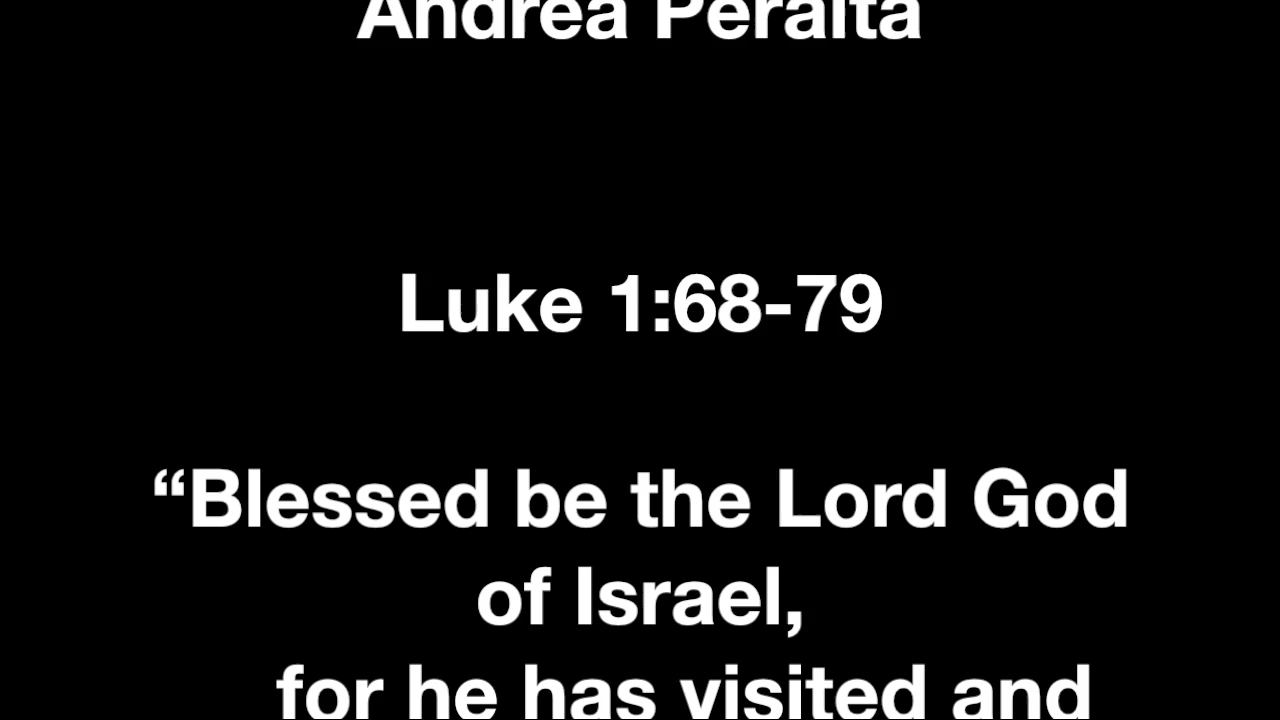 Andrea Peralta
Luke 1:68-79
“Blessed be the Lord God
of Israel,
for he has visited and